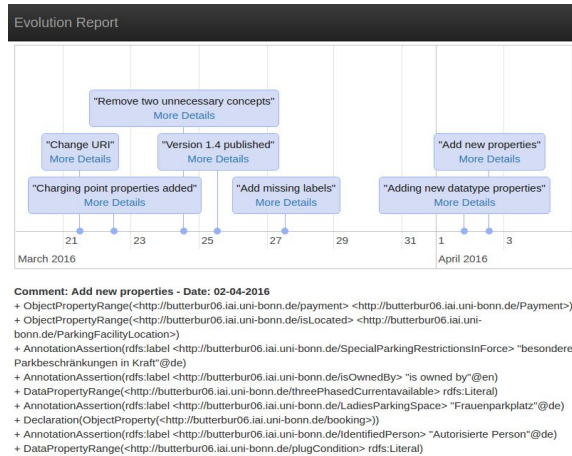 Evolution Report
"Remove two unnecessary concepts"
More Details
"Change URI"
More Details
"Version 1.4 published"
More Details
"Add new properties"
More Details
"Charging point properties added"
More Details
"Add missing labels"
More Details
"Adding new datatype properties"
More Details
21 23 25 27 29 31 1 3
March 2016 April 2016
Comment: Add new properties - Date: 02-04-2016
+ ObjectPropertyRange(<http://butterbur06.iai.uni-bonn.de/payment> <http://butterbur06.iai.uni-bonn.de/Payment>)
+ ObjectPropertyRange(<http://butterbur06.iai.uni-bonn.de/isLocated> <http://butterbur06.iai.uni-
bonn.de/ParkingFacilityLocation>)
+ AnnotationAssertion(rdfs:label <http://butterbur06.iai.uni-bonn.de/SpecialParkingRestrictionsInForce> "besondere
Parkbeschränkungen in Kraft"@de)
+ AnnotationAssertion(rdfs:label <http://butterbur06.iai.uni-bonn.de/isOwnedBy> "is owned by"@en)
+ DataPropertyRange(<http://butterbur06.iai.uni-bonn.de/threePhasedCurrentavailable> rdfs:Literal)
+ AnnotationAssertion(rdfs:label <http://butterbur06.iai.uni-bonn.de/LadiesParkingSpace> "Frauenparkplatz"@de)
+ Declaration(ObjectProperty(<http://butterbur06.iai.uni-bonn.de/booking>))
+ AnnotationAssertion(rdfs:label <http://butterbur06.iai.uni-bonn.de/IdentifiedPerson> "Autorisierte Person"@de)
+ DataPropertyRange(<http://butterbur06.iai.uni-bonn.de/plugCondition> rdfs:Literal)